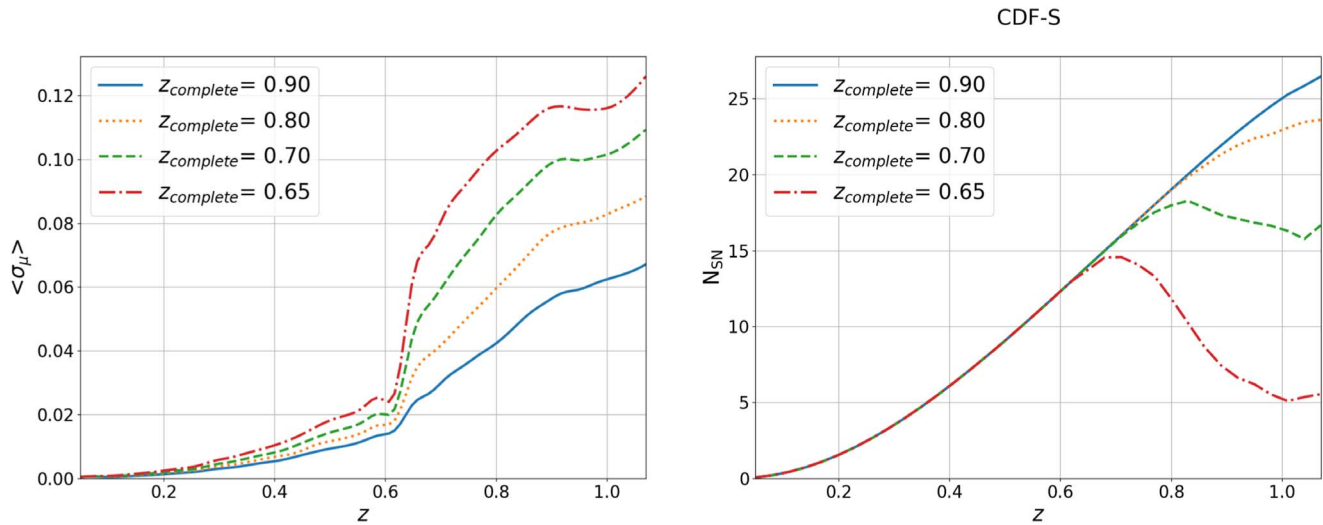 CDF-S
z_complete= 0.90
z_complete= 0.80
z_complete= 0.70
z_complete= 0.65
<σ_μ>
0.12
0.10
0.08
0.06
0.04
0.02
0.00
0.2 0.4 0.6 0.8 1.0
z
z_complete= 0.90
z_complete= 0.80
z_complete= 0.70
z_complete= 0.65
N_SN
25
20
15
10
5
0
0.2 0.4 0.6 0.8 1.0
z